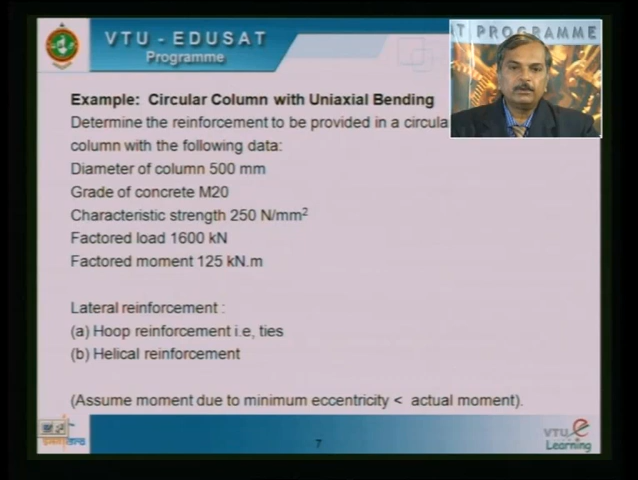 VTU - EDUSAT
Programme
T PROGRAMME
Example: Circular Column with Uniaxial Bending
Determine the reinforcement to be provided in a circula
column with the following data:
Diameter of column 500 mm
Grade of concrete M20
Characteristic strength 250 N/mm²
Factored load 1600 kN
Factored moment 125 kN.m
Lateral reinforcement :
(a) Hoop reinforcement i.e, ties
(b) Helical reinforcement
(Assume moment due to minimum eccentricity < actual moment).
7
VTU e
Learning